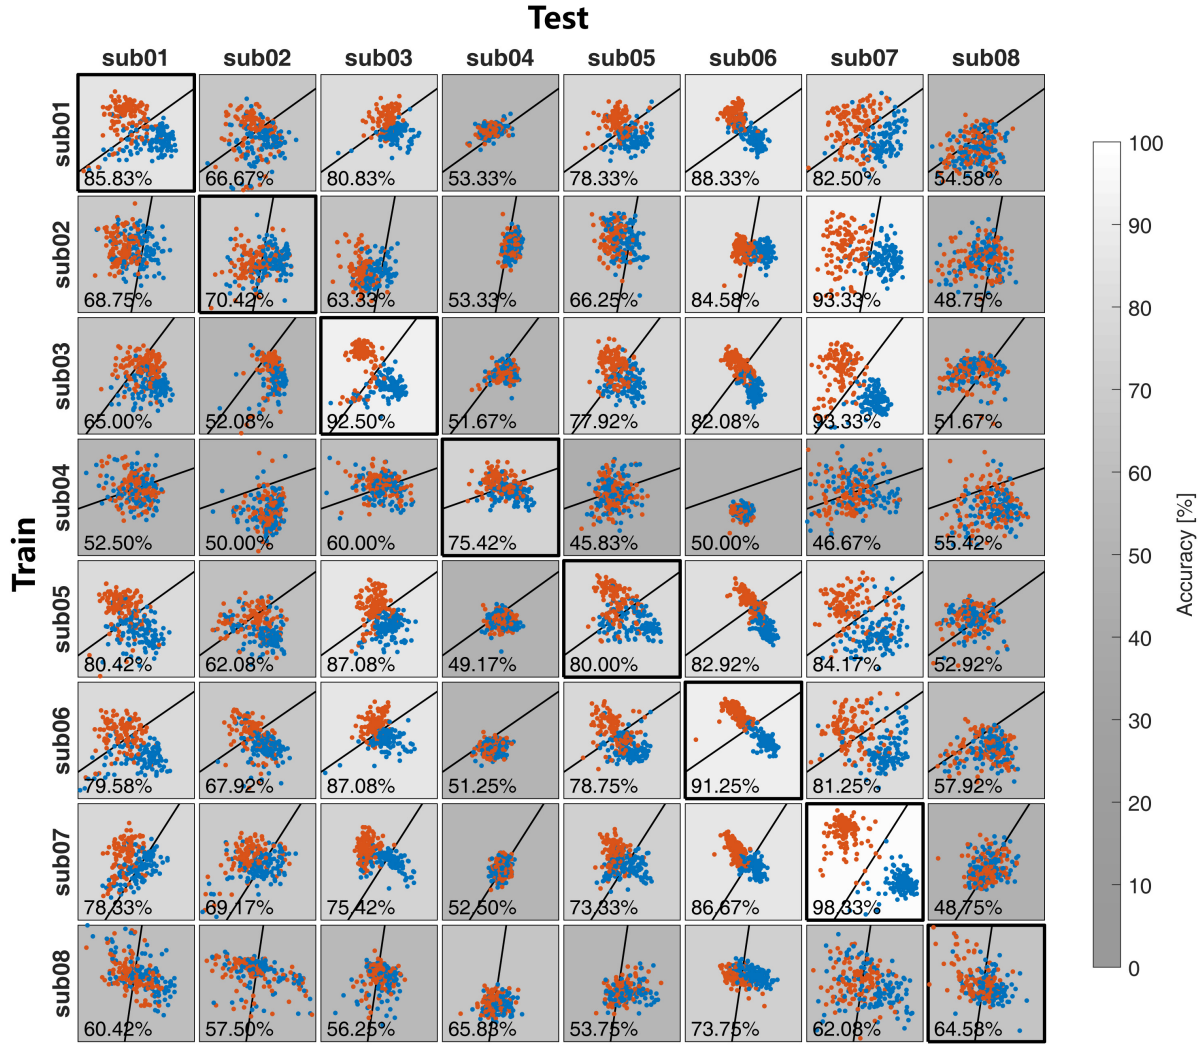 Test
sub01 sub02 sub03 sub04 sub05 sub06 sub07 sub08
Train
sub01
85.83% 66.67% 80.83% 53.33% 78.33% 88.33% 82.50% 54.58%
sub02
68.75% 70.42% 63.33% 53.33% 66.25% 84.58% 93.33% 48.75%
sub03
65.00% 52.08% 92.50% 51.67% 77.92% 82.08% 93.33% 51.67%
sub04
52.50% 50.00% 60.00% 75.42% 45.83% 50.00% 46.67% 55.42%
sub05
80.42% 62.08% 87.08% 49.17% 80.00% 82.92% 84.17% 52.92%
sub06
79.58% 67.92% 87.08% 51.25% 78.75% 91.25% 81.25% 57.92%
sub07
78.33% 69.17% 75.42% 52.50% 73.33% 86.67% 98.33% 48.75%
sub08
60.42% 57.50% 56.25% 65.83% 53.75% 73.75% 62.08% 64.58%
100
90
80
70
60
50
40
30
20
10
0
Accuracy [%]